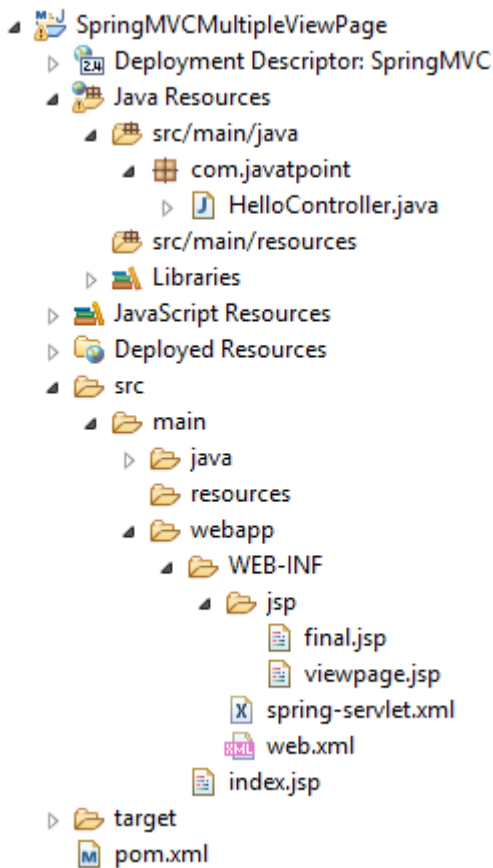 SpringMVCMultipleViewPage
Deployment Descriptor: SpringMVC
Java Resources
src/main/java
com.javatpoint
HelloController.java
src/main/resources
Libraries
JavaScript Resources
Deployed Resources
src
main
java
resources
webapp
WEB-INF
jsp
final.jsp
viewpage.jsp
spring-servlet.xml
web.xml
index.jsp
target
pom.xml